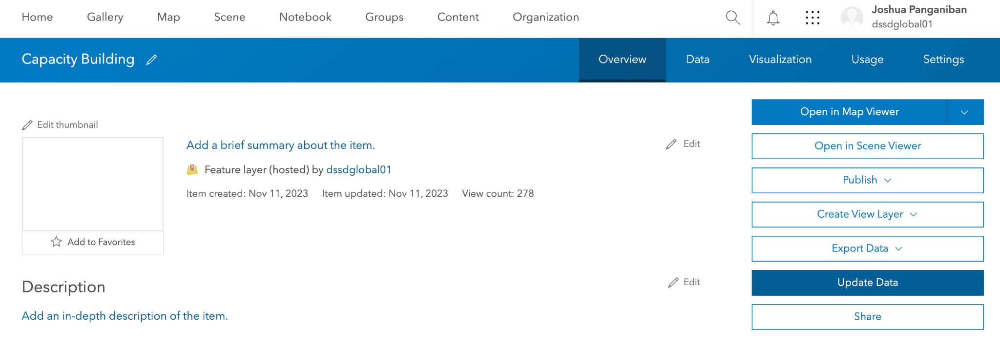 Home Gallery Map Scene Notebook Groups Content Organization
Joshua Panganiban
dssdglobal01
Capacity Building
Overview Data Visualization Usage Settings
Edit thumbnail
Add a brief summary about the item.
Edit
Feature layer (hosted) by dssdglobal01
Item created: Nov 11, 2023 Item updated: Nov 11, 2023 View count: 278
Add to Favorites
Description
Edit
Add an in-depth description of the item.
Open in Map Viewer
Open in Scene Viewer
Publish
Create View Layer
Export Data
Update Data
Share